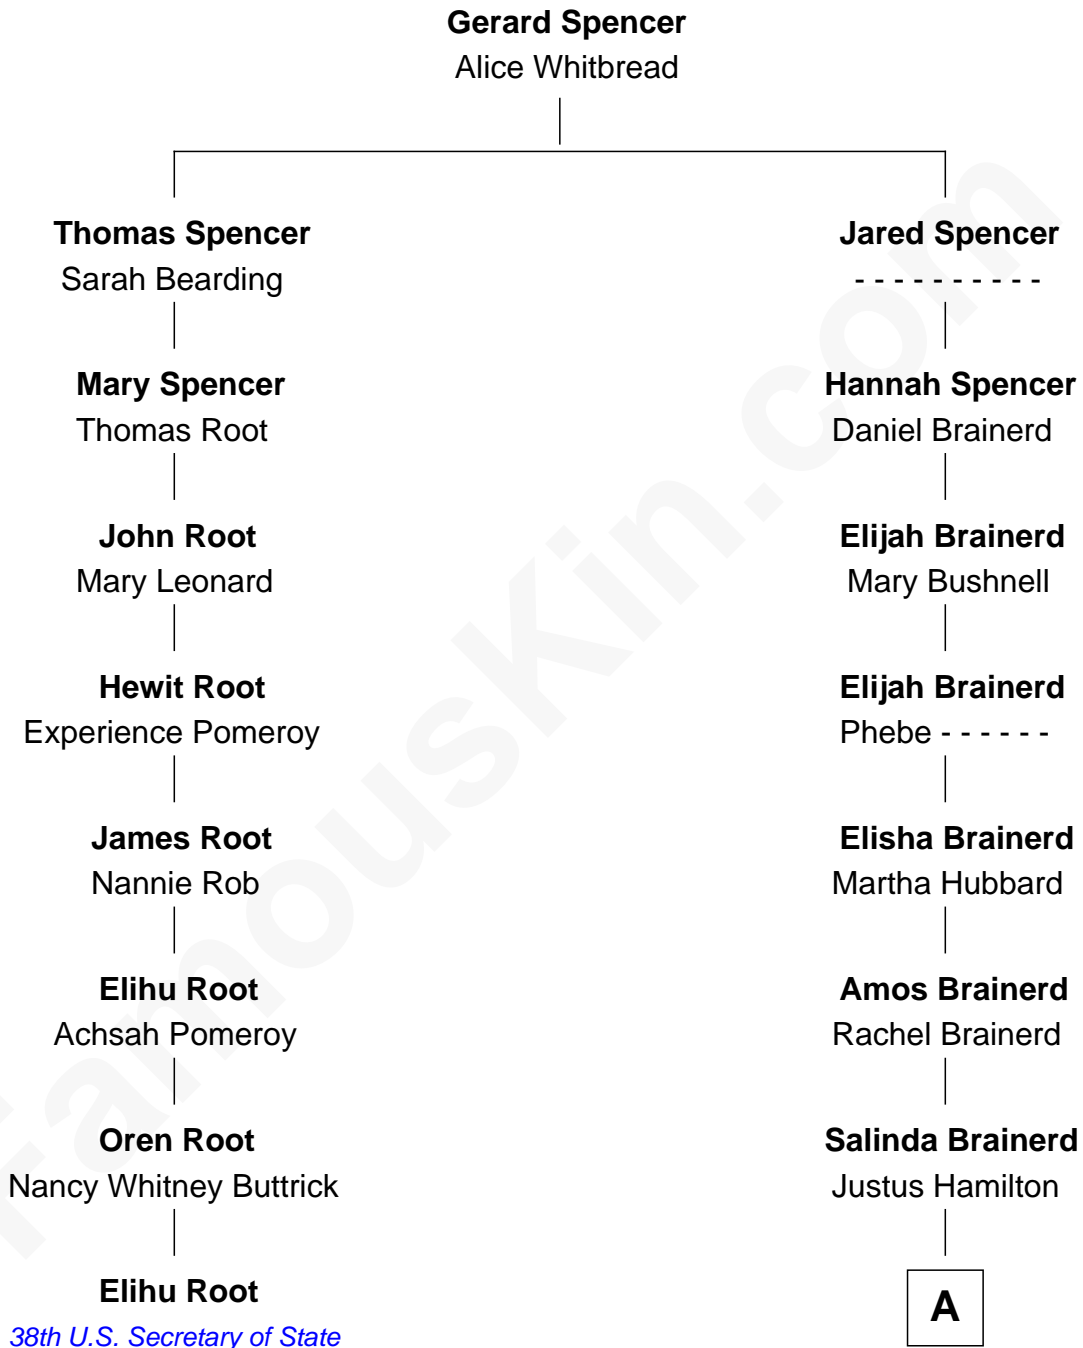 Gerard Spencer
Alice Whitbread
Thomas Spencer
Sarah Bearding
Mary Spencer
Thomas Root
John Root
Mary Leonard
Hewit Root
Experience Pomeroy
James Root
Nannie Rob
Elihu Root
Achsah Pomeroy
Oren Root
Nancy Whitney Buttrick
Elihu Root
38th U.S. Secretary of State
Jared Spencer
- - - - - - - - - -
Hannah Spencer
Daniel Brainerd
Elijah Brainerd
Mary Bushnell
Elijah Brainerd
Phebe - - - - - -
Elisha Brainerd
Martha Hubbard
Amos Brainerd
Rachel Brainerd
Salinda Brainerd
Justus Hamilton
A
FamousKin.com